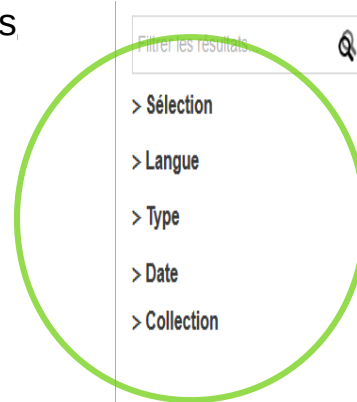 s
Filtrer les résultats...
> Sélection
> Langue
> Type
> Date
> Collection